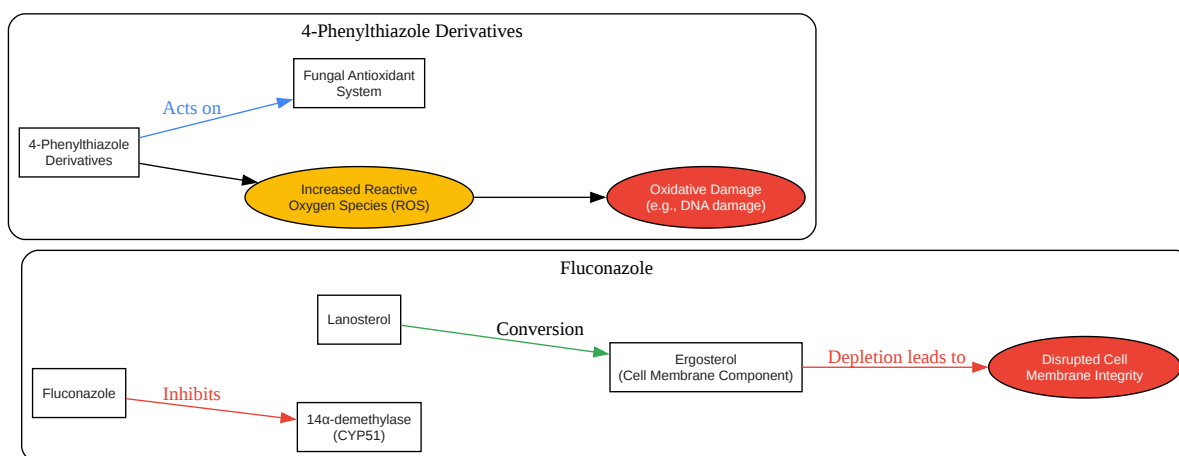 4-Phenylthiazole Derivatives
Fungal Antioxidant
System
Acts on
4-Phenylthiazole
Derivatives
Increased Reactive
Oxygen Species (ROS)
Oxidative Damage
(e.g., DNA damage)
Fluconazole
Lanosterol
Conversion
Ergosterol
(Cell Membrane Component)
Depletion leads to
Disrupted Cell
Membrane Integrity
Fluconazole
Inhibits
14α-demethylase
(CYP51)